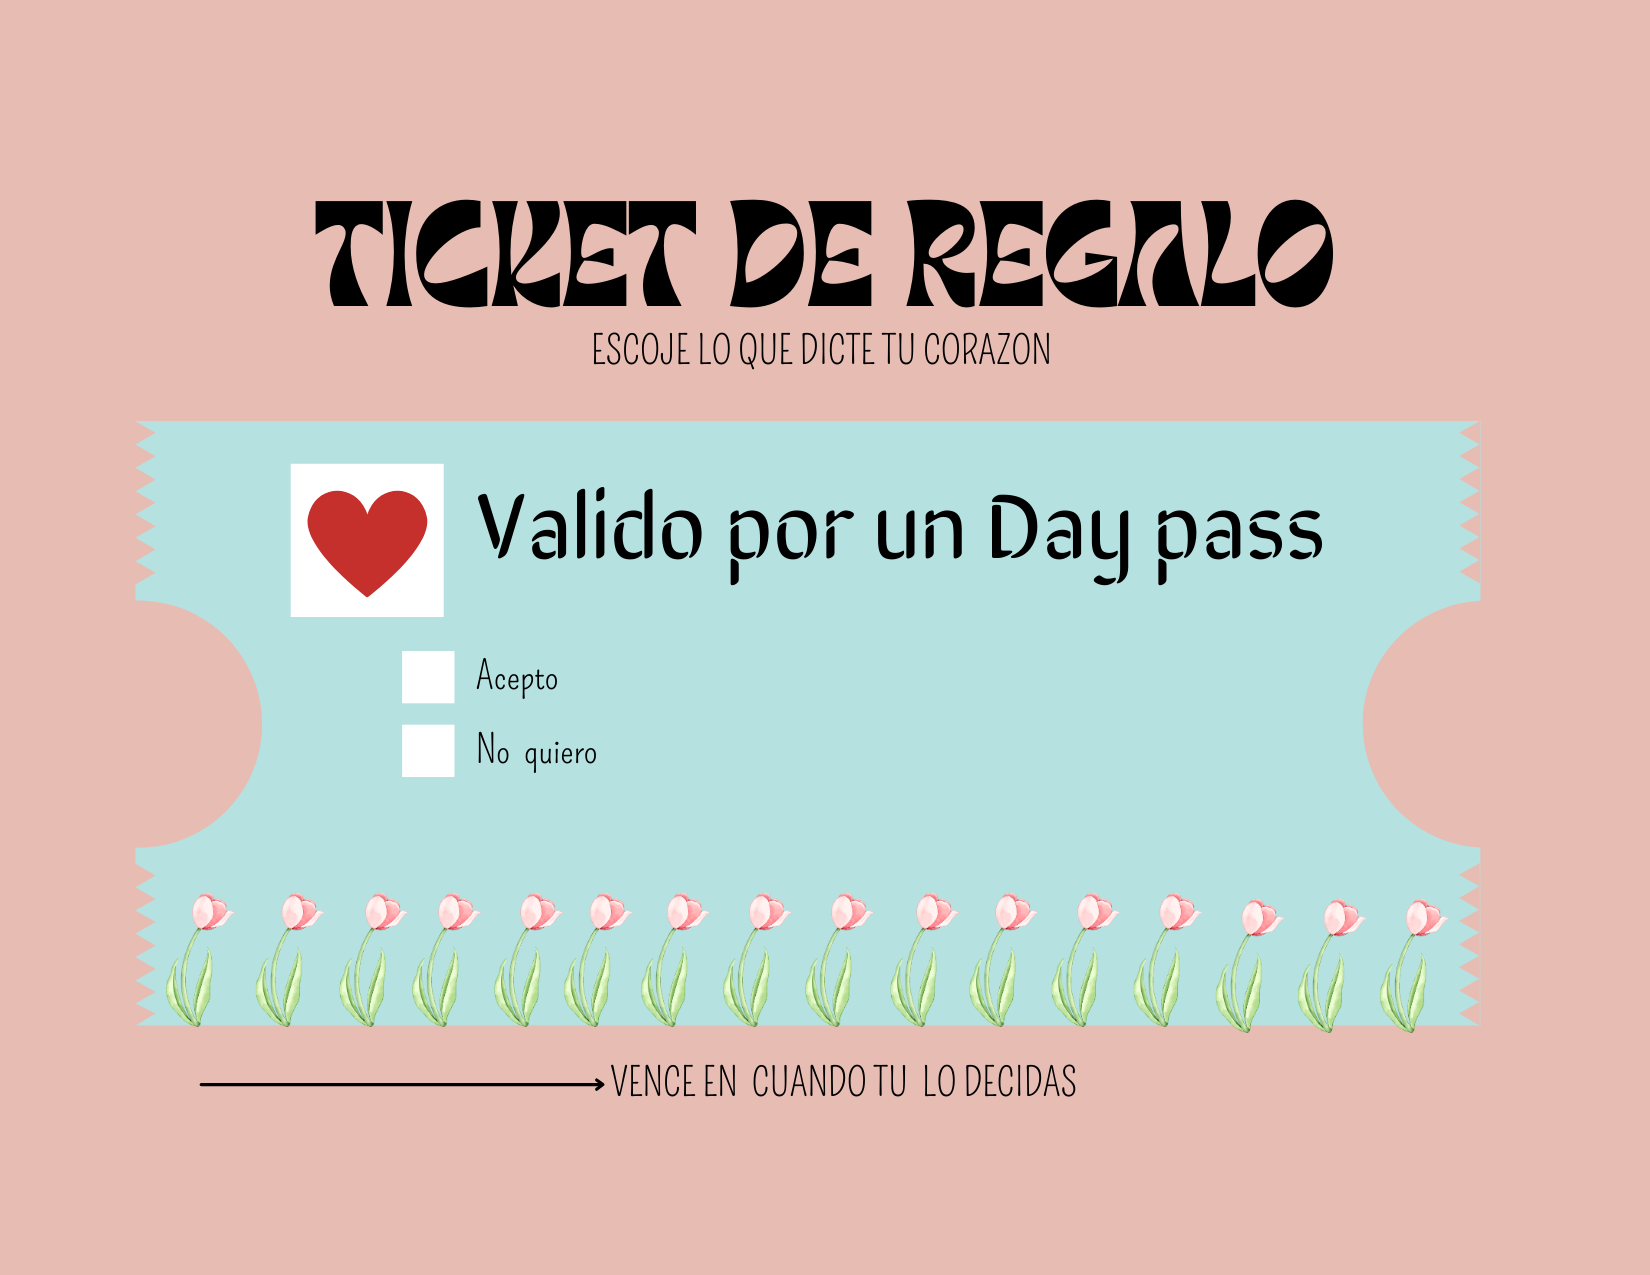 TICKET DE REGALO
ESCOJE LO QUE DICTE TU CORAZON
Valido por un Day pass
Acepto
No quiero
VENCE EN CUANDO TU LO DECIDAS